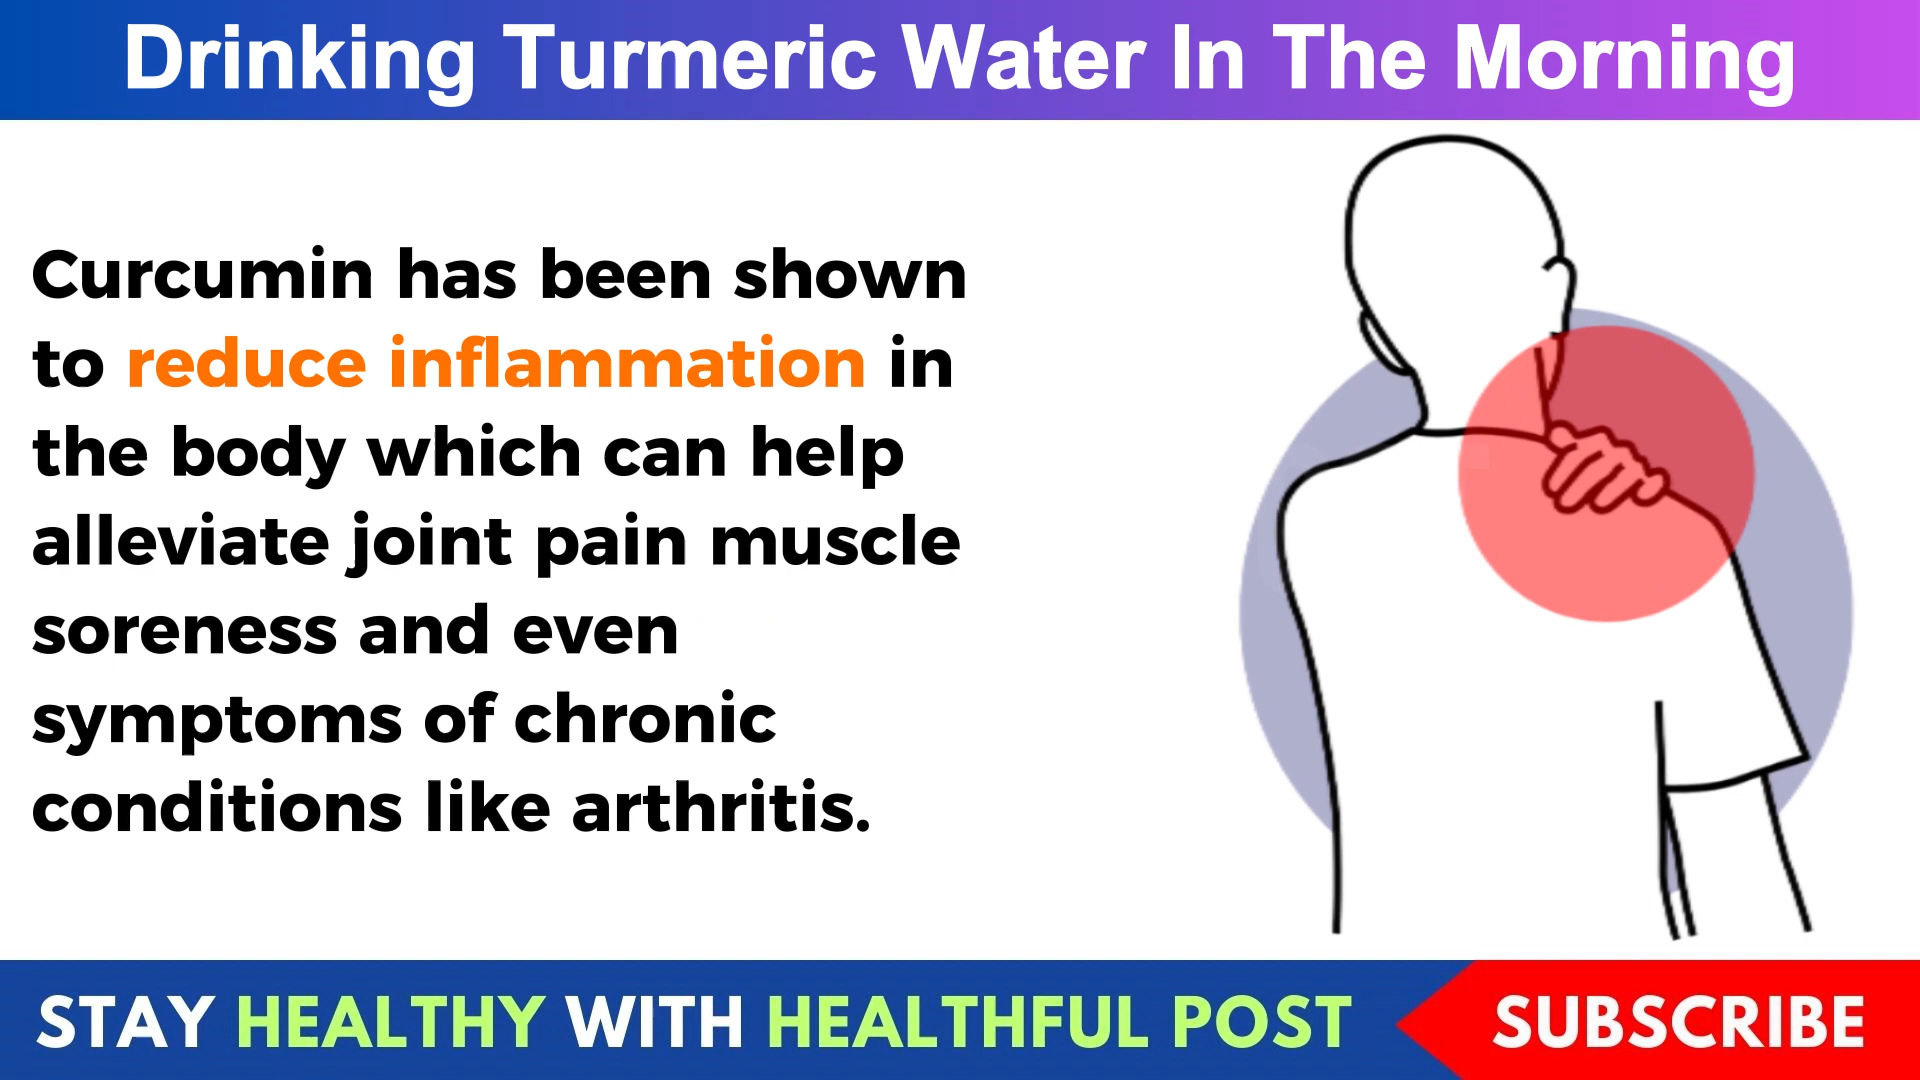 Drinking Turmeric Water In The Morning
Curcumin has been shown
to reduce inflammation in
the body which can help
alleviate joint pain muscle
soreness and even
symptoms of chronic
conditions like arthritis.
STAY HEALTHY WITH HEALTHFUL POST
SUBSCRIBE